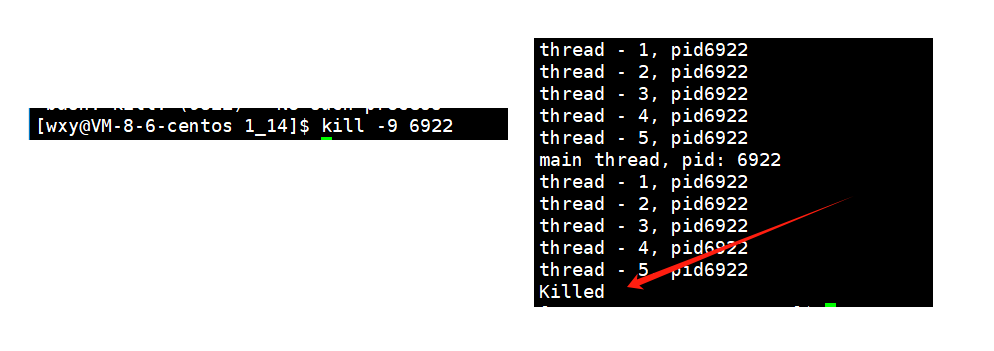 [wxy@VM-8-6-centos 1_14]$ kill -9 6922
thread - 1, pid6922
thread - 2, pid6922
thread - 3, pid6922
thread - 4, pid6922
thread - 5, pid6922
main thread, pid: 6922
thread - 1, pid6922
thread - 2, pid6922
thread - 3, pid6922
thread - 4, pid6922
thread - 5, pid6922
Killed